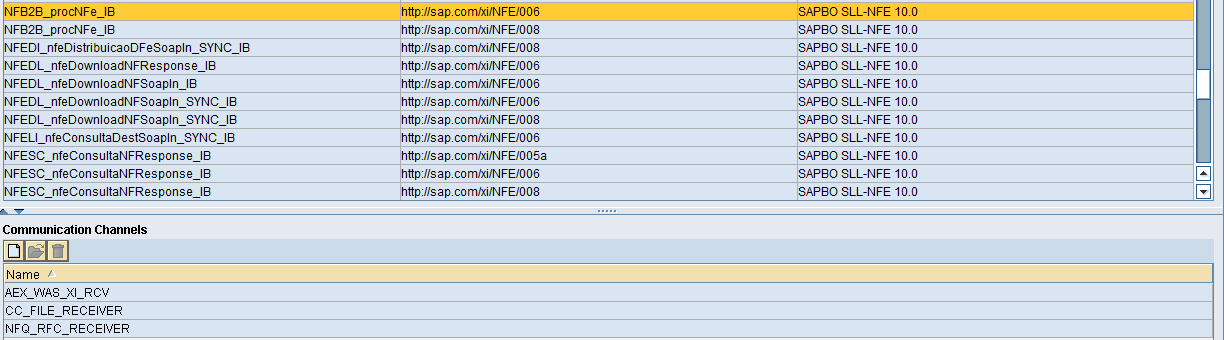 NFB2B_procNFe_IB http://sap.com/xi/NFE/006 SAPBO SLL-NFE 10.0
NFB2B_procNFe_IB http://sap.com/xi/NFE/008 SAPBO SLL-NFE 10.0
NFEDI_nfeDistribuicaoDFeSoapIn_SYNC_IB http://sap.com/xi/NFE/008 SAPBO SLL-NFE 10.0
NFEDL_nfeDownloadNFResponse_IB http://sap.com/xi/NFE/006 SAPBO SLL-NFE 10.0
NFEDL_nfeDownloadNFSoapIn_IB http://sap.com/xi/NFE/006 SAPBO SLL-NFE 10.0
NFEDL_nfeDownloadNFSoapIn_SYNC_IB http://sap.com/xi/NFE/006 SAPBO SLL-NFE 10.0
NFEDL_nfeDownloadNFSoapIn_SYNC_IB http://sap.com/xi/NFE/008 SAPBO SLL-NFE 10.0
NFELI_nfeConsultaDestSoapIn_SYNC_IB http://sap.com/xi/NFE/006 SAPBO SLL-NFE 10.0
NFESC_nfeConsultaNFResponse_IB http://sap.com/xi/NFE/005a SAPBO SLL-NFE 10.0
NFESC_nfeConsultaNFResponse_IB http://sap.com/xi/NFE/006 SAPBO SLL-NFE 10.0
NFESC_nfeConsultaNFResponse_IB http://sap.com/xi/NFE/008 SAPBO SLL-NFE 10.0
Communication Channels
Name
AEX_WAS_XI_RCV
CC_FILE_RECEIVER
NFQ_RFC_RECEIVER